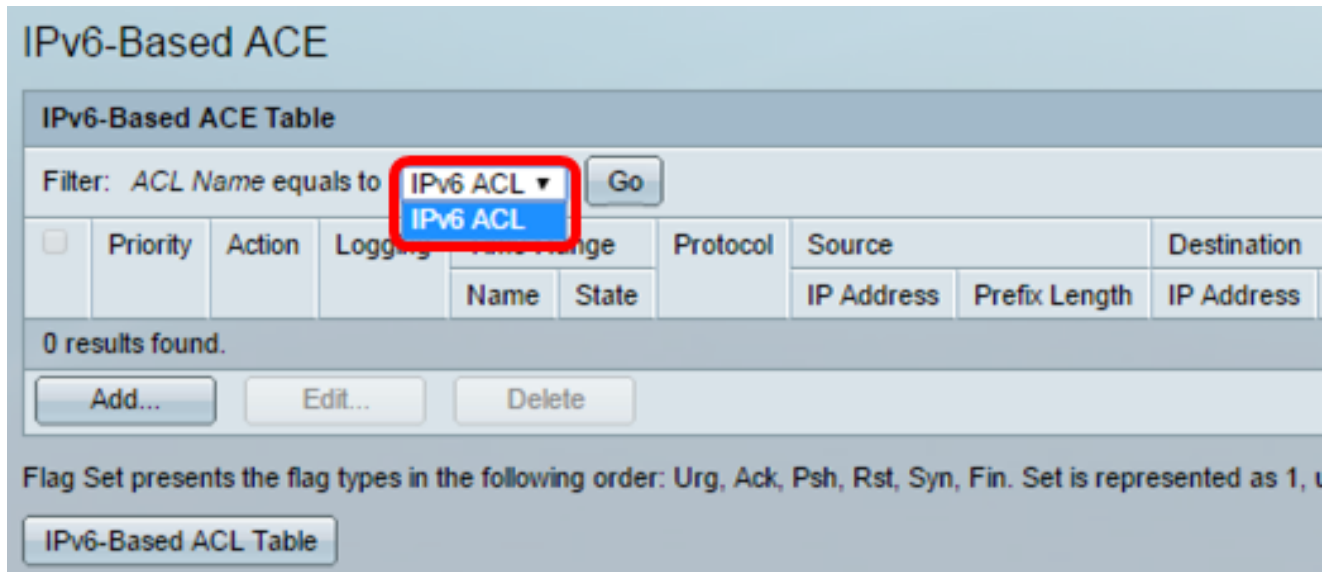 IPv6-Based ACE
IPv6-Based ACE Table
Filter: ACL Name equals to IPv6 ACL Go
IPv6 ACL
Priority Action Protocol Source Destination
Name State IP Address Prefix Length IP Address
0 results found.
Add... Edit... Delete
Flag Set presents the flag types in the following order: Urg, Ack, Psh, Rst, Syn, Fin. Set is represented as 1,
IPv6-Based ACL Table